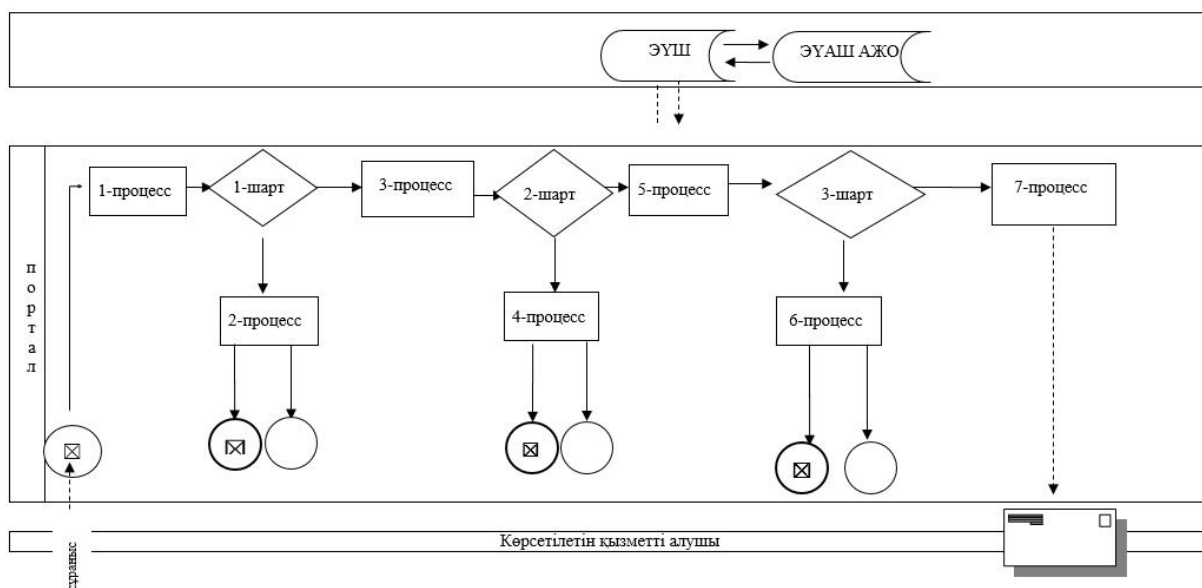 ЭҮШ
ЭҮАШ АЖО
1-процесс
1-шарт
3-процесс
2-шарт
5-процесс
3-шарт
7-процесс
портал
2-процесс
4-процесс
6-процесс
Көрсетілетін қызметті алушы